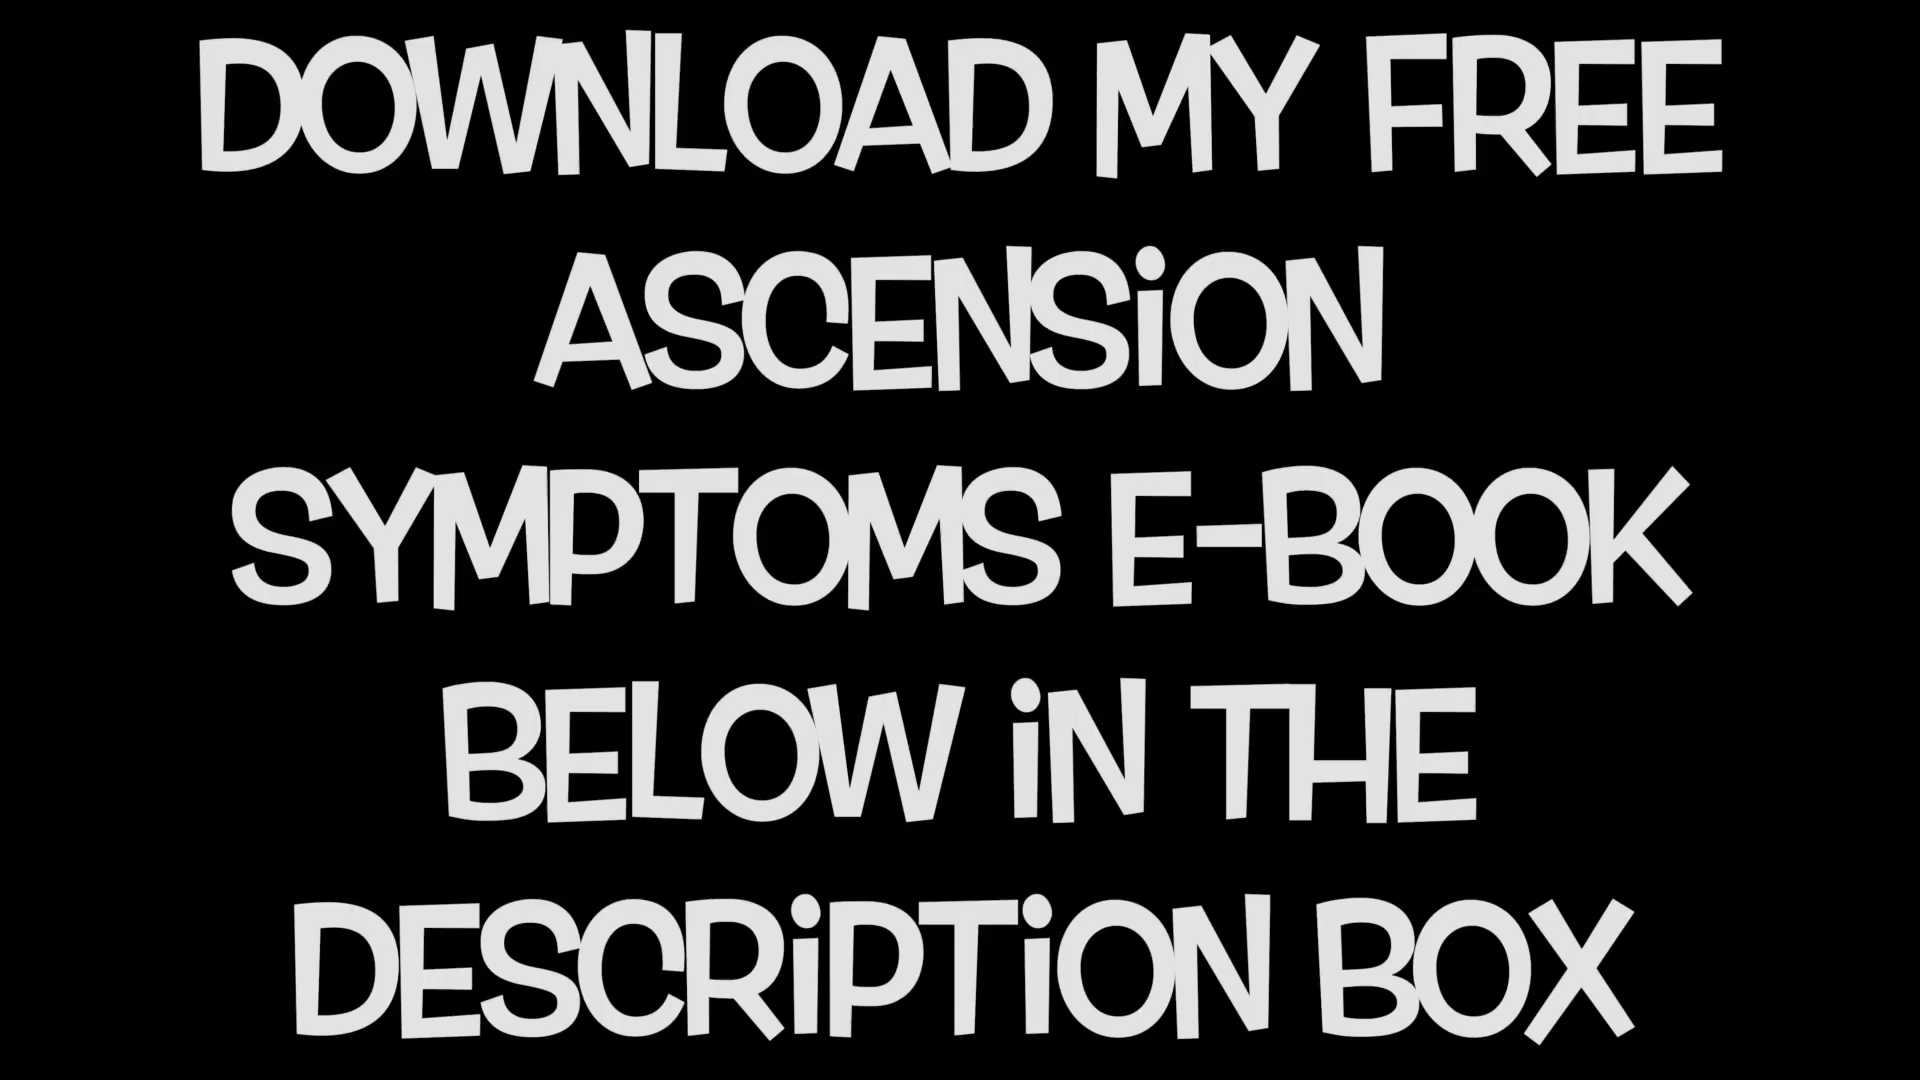 DOWNLOAD MY FREE
ASCENSiON
SYMPTOMS E-BOOK
BELOW iN THE
DESCRiPTiON BOX